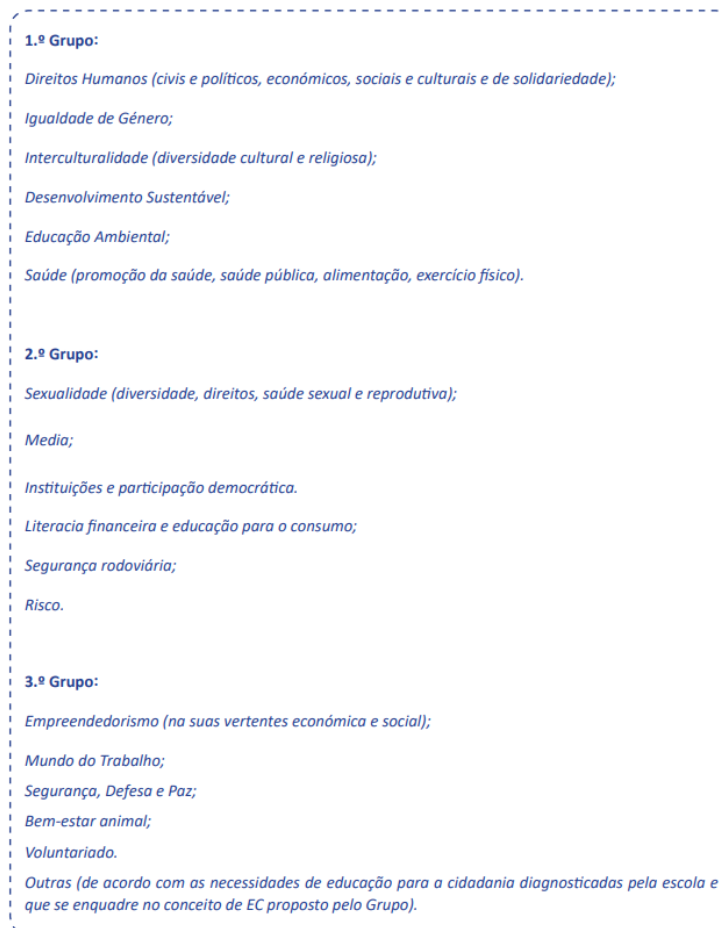 1.º Grupo:
Direitos Humanos (civis e políticos, económicos, sociais e culturais e de solidariedade);
Igualdade de Género;
Interculturalidade (diversidade cultural e religiosa);
Desenvolvimento Sustentável;
Educação Ambiental;
Saúde (promoção da saúde, saúde pública, alimentação, exercício físico).
2.º Grupo:
Sexualidade (diversidade, direitos, saúde sexual e reprodutiva);
Media;
Instituições e participação democrática.
Literacia financeira e educação para o consumo;
Segurança rodoviária;
Risco.
3.º Grupo:
Empreendedorismo (na suas vertentes económica e social);
Mundo do Trabalho;
Segurança, Defesa e Paz;
Bem-estar animal;
Voluntariado.
Outras (de acordo com as necessidades de educação para a cidadania diagnosticadas pela escola e
que se enquadre no conceito de EC proposto pelo Grupo).